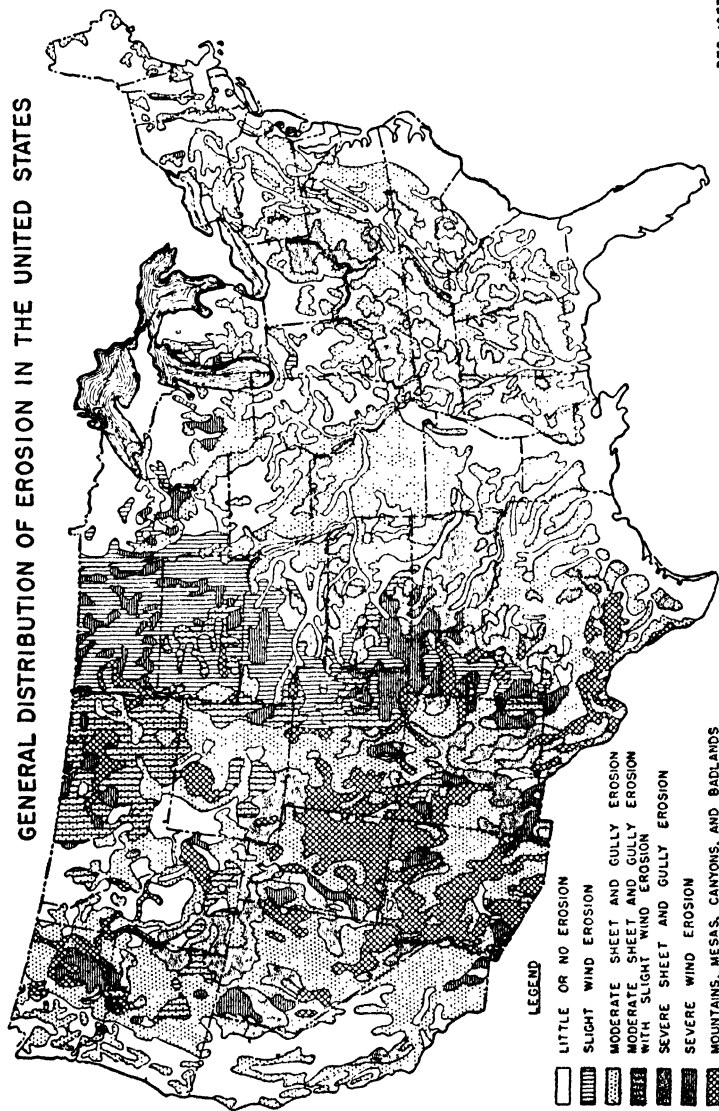 GENERAL DISTRIBUTION OF EROSION IN THE UNITED STATES
LEGEND
LITTLE OR NO EROSION
SLIGHT WIND EROSION
MODERATE SHEET AND GULLY EROSION
MODERATE SHEET AND GULLY EROSION
WITH SLIGHT WIND EROSION
SEVERE SHEET AND GULLY EROSION
SEVERE WIND EROSION
MOUNTAINS, MESAS, CANYONS, AND BADLANDS